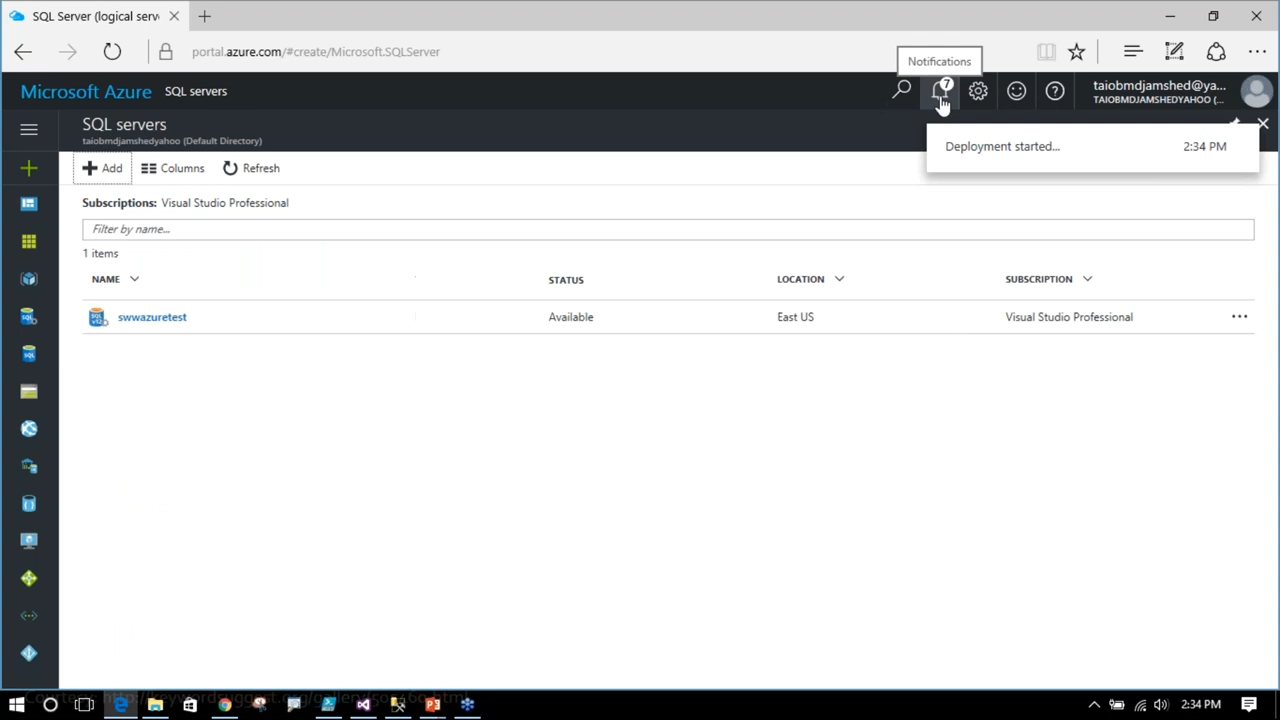 SQL Server (logical serv
portal.azure.com/#create/Microsoft.SQLServer
Notifications
Microsoft Azure SQL servers
7
taiobmdjamshed@ya...
TAIOBMDJAMSHEDYAHOO (...
SQL servers
taiobmdjamshedyahoo (Default Directory)
Deployment started... 2:34 PM
Add Columns Refresh
Subscriptions: Visual Studio Professional
Filter by name...
1 items
NAME STATUS LOCATION SUBSCRIPTION
swwazuretest Available East US Visual Studio Professional
2:34 PM